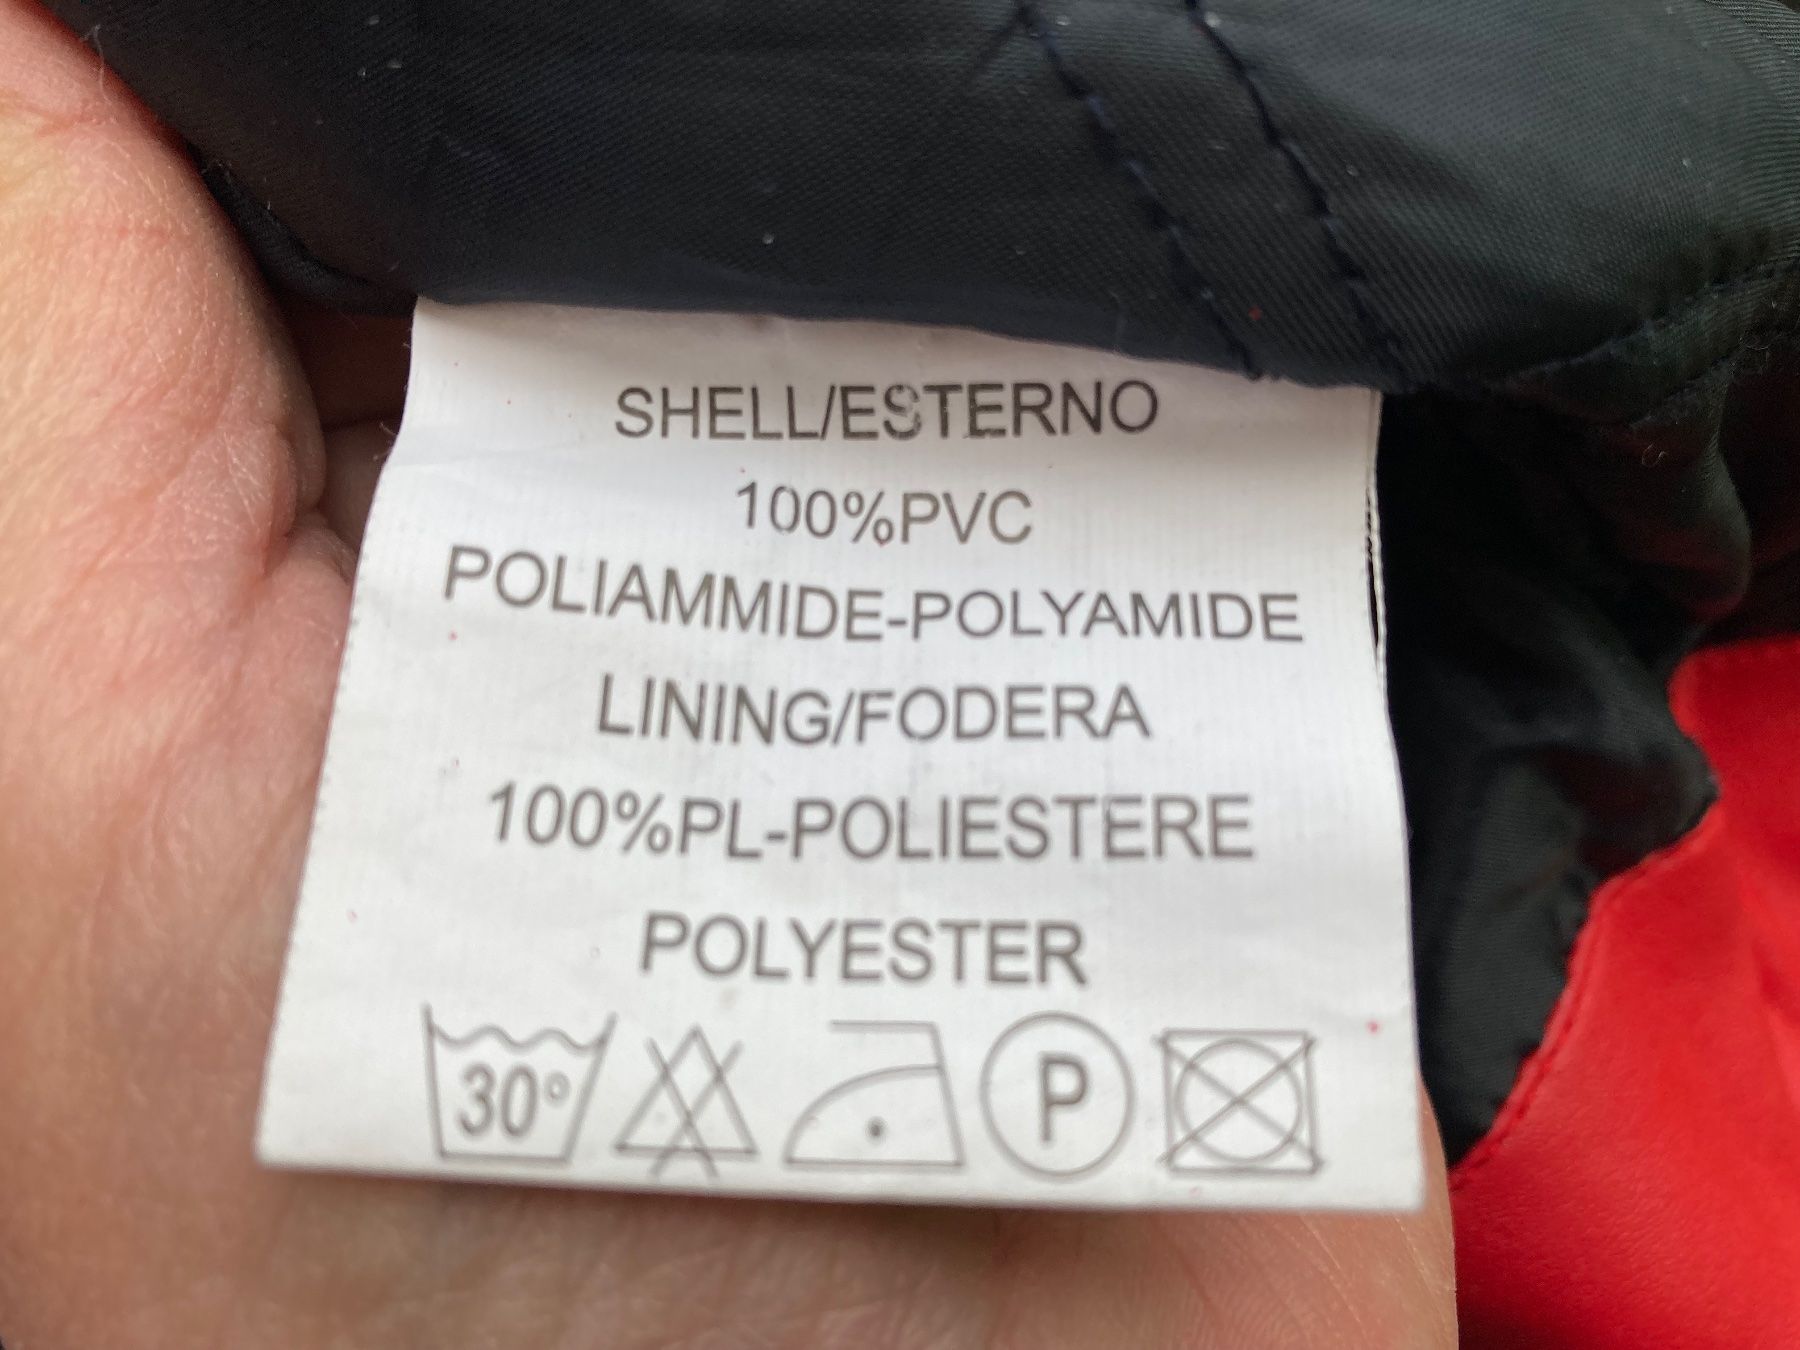 SHELL/ESTERNO
100%PVC
POLIAMMIDE-POLYAMIDE
LINING/FODERA
100%PL-POLIESTERE
POLYESTER
30° P